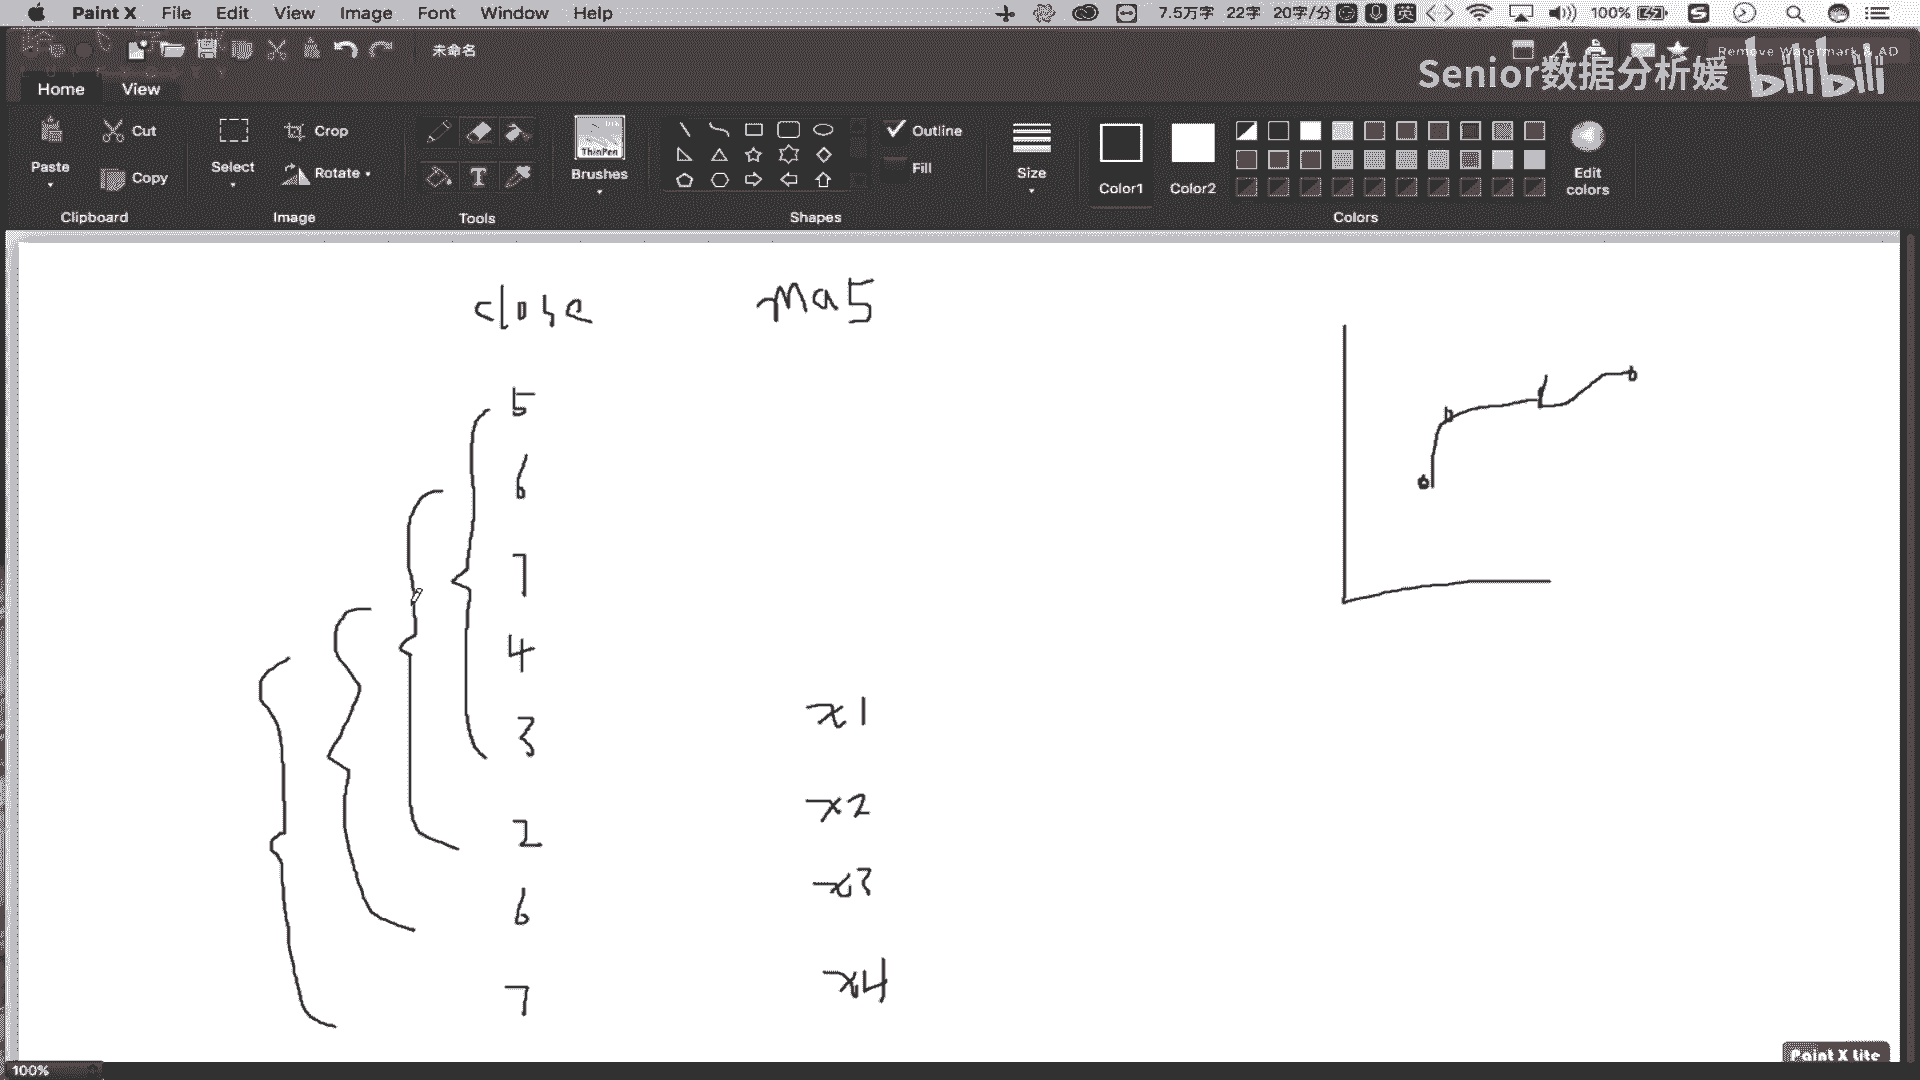 Paint X File Edit View Image Font Window Help 7.5万字 22字 20字/分 英 100%
未命名
Remove Watermark & AD
Senior数据分析媛 bilibili
Home View
Paste Cut Copy Select Crop Rotate ThinPen Brushes Outline Fill Size Color1 Color2 Edit colors
Clipboard Image Tools Shapes Colors
close ma5
5
6
7
4
3 x1
2 x2
6 x3
7 x4
Paint X lite
100%